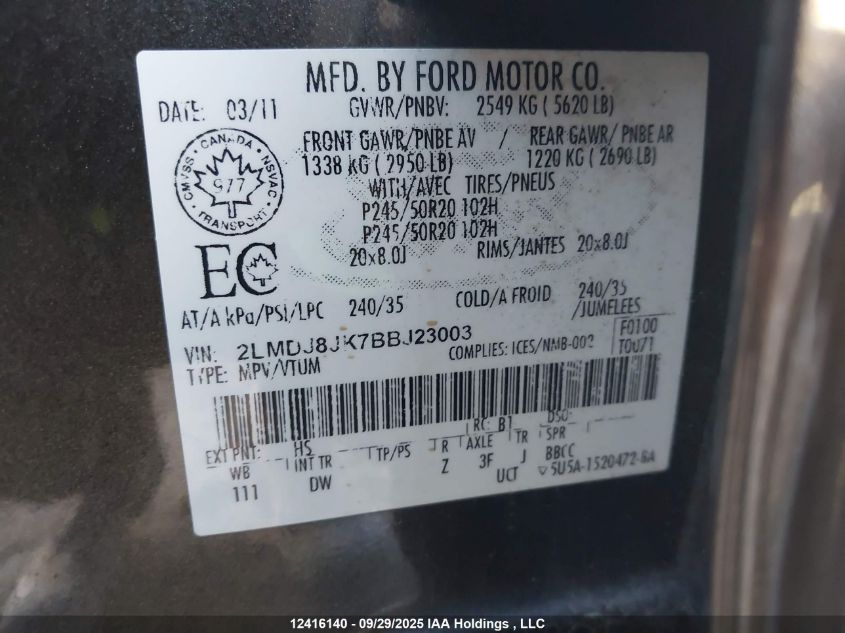 MFD. BY FORD MOTOR CO.
DATE: 03/11 GVWR/PNBV: 2549 KG ( 5620 LB)
FRONT GAWR/PNBE AV / REAR GAWR/ PNBE AR
1338 KG ( 2950 LB) 1220 KG ( 2690 LB)
WITH/AVEC TIRES/PNEUS
P245/50R20 102H
P245/50R20 102H
20x8.0J RIMS/JANTES 20x8.0J
CANADA
CMVSS NSVAC
977
TRANSPORT
EC
AT/A kPa/PSI/LPC 240/35 COLD/A FROID 240/35
/JUMELEES
VIN: 2LMDJ8JK7BBJ23003 COMPLIES: ICES/NMB-002 F0100
TYPE: MPV/VTUM T0071
EXT PNT: HS RC: B1 DSO:
WB INT TR TP/PS R AXLE TR SPR
111 DW Z 3F J BBCC
UCT 5U5A-1520472-BA
12416140 - 09/29/2025 IAA Holdings , LLC